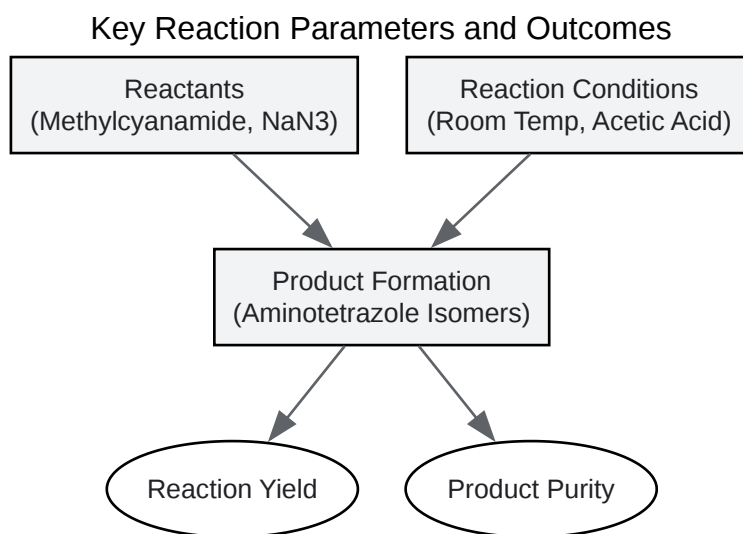 Key Reaction Parameters and Outcomes
Reactants
(Methylcyanamide, NaN3)
Reaction Conditions
(Room Temp, Acetic Acid)
Product Formation
(Aminotetrazole Isomers)
Reaction Yield
Product Purity